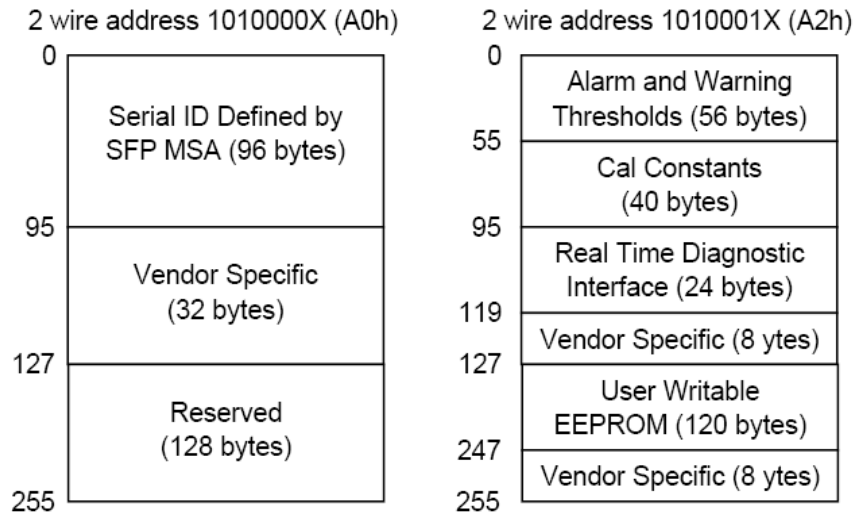 2 wire address 1010000X (A0h)
0
Serial ID Defined by
SFP MSA (96 bytes)
95
Vendor Specific
(32 bytes)
127
Reserved
(128 bytes)
255
2 wire address 1010001X (A2h)
0
Alarm and Warning
Thresholds (56 bytes)
55
Cal Constants
(40 bytes)
95
Real Time Diagnostic
Interface (24 bytes)
119
Vendor Specific (8 ytes)
127
User Writable
EEPROM (120 bytes)
247
Vendor Specific (8 ytes)
255